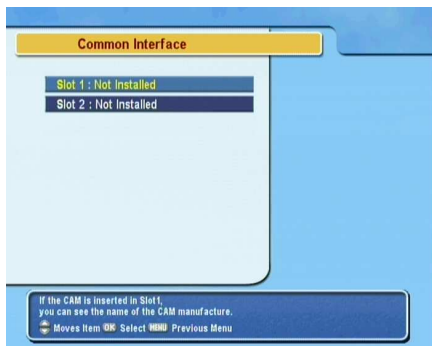 Common Interface
Slot 1 : Not Installed
Slot 2 : Not Installed
If the CAM is inserted in Slot1,
you can see the name of the CAM manufacture.
Moves Item OK Select MENU Previous Menu